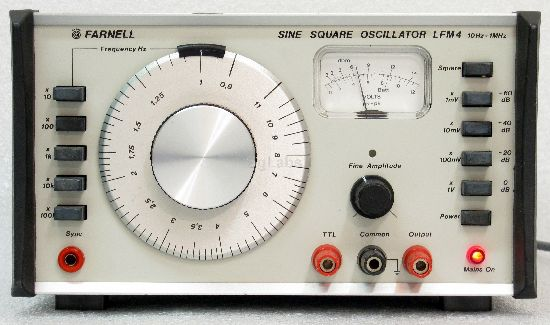 FARNELL
SINE SQUARE OSCILLATOR LFM4 10Hz-1MHz
Frequency Hz
x 10
x 100
x 1k
x 10k
x 100k
Sync
1
0,9
11
10
9
8
7
6
5
4,5
4
3,5
3
2,5
2
1,75
1,5
1,25
dbm
Batt
VOLTS
Fine Amplitude
Square
x 1mV
-60 dB
x 10mV
-40 dB
x 100mV
-20 dB
x 1V
0 dB
Power
TTL
Common
Output
Mains On